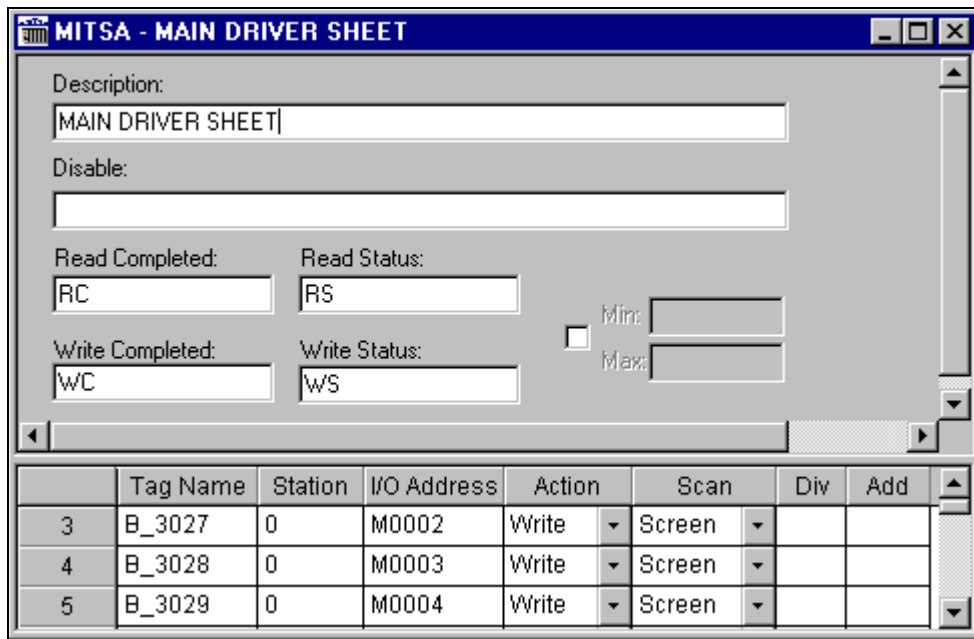 MITSA - MAIN DRIVER SHEET
Description:
MAIN DRIVER SHEET
Disable:
Read Completed: Read Status:
RC RS
Min:
Write Completed: Write Status:
Max:
WC WS
Tag Name Station I/O Address Action Scan Div Add
3 B_3027 0 M0002 Write Screen
4 B_3028 0 M0003 Write Screen
5 B_3029 0 M0004 Write Screen